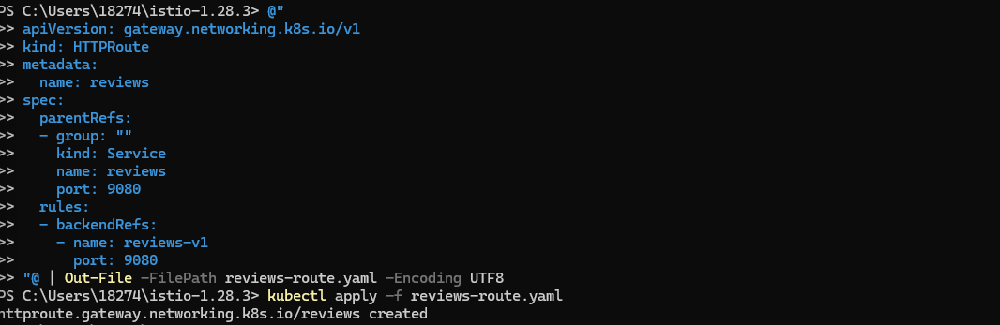 PS C:\Users\18274\istio-1.28.3> @"
>> apiVersion: gateway.networking.k8s.io/v1
>> kind: HTTPRoute
>> metadata:
>>   name: reviews
>> spec:
>>   parentRefs:
>>   - group: ""
>>     kind: Service
>>     name: reviews
>>     port: 9080
>>   rules:
>>   - backendRefs:
>>     - name: reviews-v1
>>       port: 9080
>> "@ | Out-File -FilePath reviews-route.yaml -Encoding UTF8
PS C:\Users\18274\istio-1.28.3> kubectl apply -f reviews-route.yaml
httproute.gateway.networking.k8s.io/reviews created